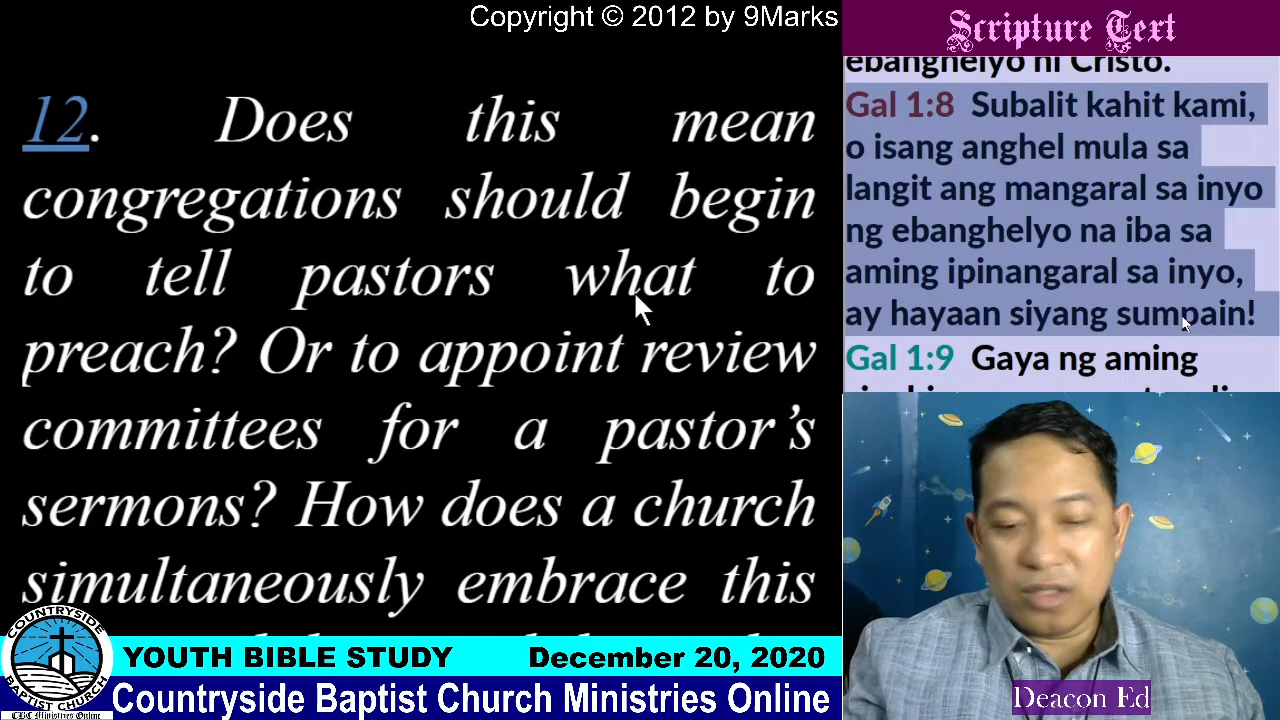 Copyright © 2012 by 9Marks
12. Does this mean
congregations should begin
to tell pastors what to
preach? Or to appoint review
committees for a pastor’s
sermons? How does a church
simultaneously embrace this
Scripture Text
ebanghelyo ni Cristo.
Gal 1:8 Subalit kahit kami,
o isang anghel mula sa
langit ang mangaral sa inyo
ng ebanghelyo na iba sa
aming ipinangaral sa inyo,
ay hayaan siyang sumpain!
Gal 1:9 Gaya ng aming
Deacon Ed
COUNTRYSIDE
BAPTIST CHURCH
CBC Ministries Online
YOUTH BIBLE STUDY December 20, 2020
Countryside Baptist Church Ministries Online